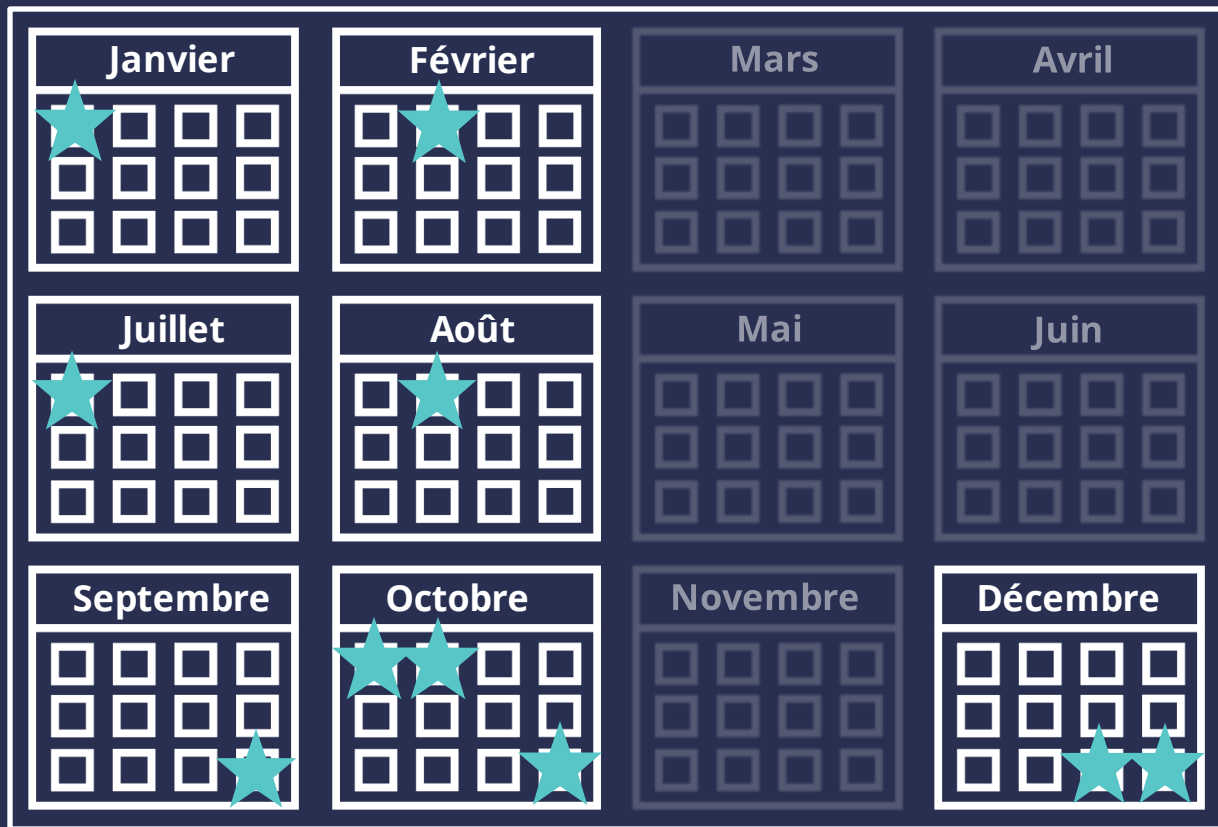 Janvier
Février
Mars
Avril
Juillet
Août
Mai
Juin
Septembre
Octobre
Novembre
Décembre